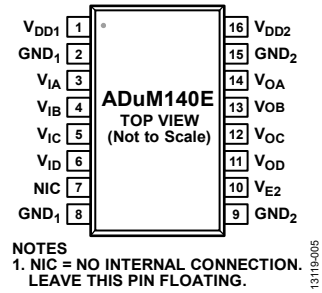 VDD1 1 16 VDD2
GND1 2 15 GND2
VIA 3 14 VOA
VIB 4 13 VOB
VIC 5 12 VOC
VID 6 11 VOD
NIC 7 10 VE2
GND1 8 9 GND2
ADuM140E
TOP VIEW
(Not to Scale)
NOTES
1. NIC = NO INTERNAL CONNECTION.
LEAVE THIS PIN FLOATING.
13119-005